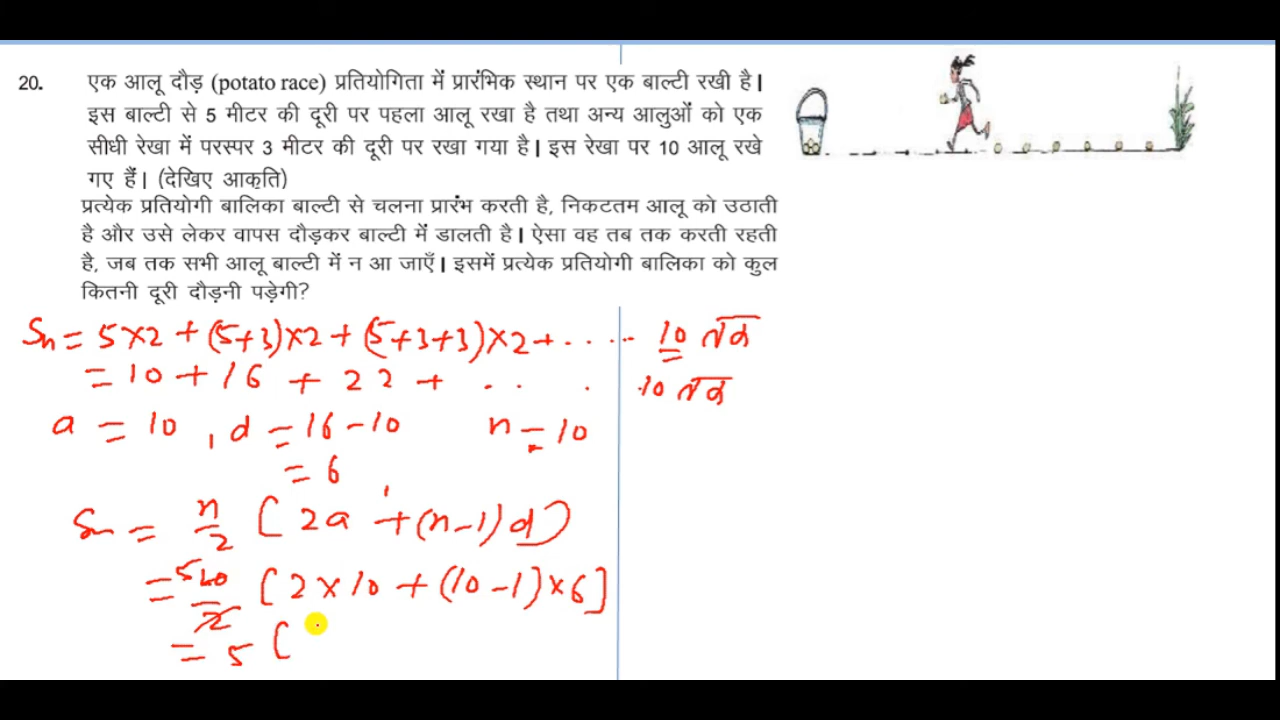 20. एक आलू दौड़ (potato race) प्रतियोगिता में प्रारंभिक स्थान पर एक बाल्टी रखी है।
इस बाल्टी से 5 मीटर की दूरी पर पहला आलू रखा है तथा अन्य आलुओं को एक
सीधी रेखा में परस्पर 3 मीटर की दूरी पर रखा गया है। इस रेखा पर 10 आलू रखे
गए हैं। (देखिए आकृति)
प्रत्येक प्रतियोगी बालिका बाल्टी से चलना प्रारंभ करती है, निकटतम आलू को उठाती
है और उसे लेकर वापस दौड़कर बाल्टी में डालती है। ऐसा वह तब तक करती रहती
है, जब तक सभी आलू बाल्टी में न आ जाएँ। इसमें प्रत्येक प्रतियोगी बालिका को कुल
कितनी दूरी दौड़नी पड़ेगी?
Sn = 5×2 + (5+3)×2 + (5+3+3)×2 + ..... 10 तक
= 10 + 16 + 22 + .. . . 10 तक
a = 10, d = 16-10 n = 10
= 6
Sn = n/2 [2a + (n-1)d]
= 5 10/2 [2×10 + (10-1)×6]
= 5 [